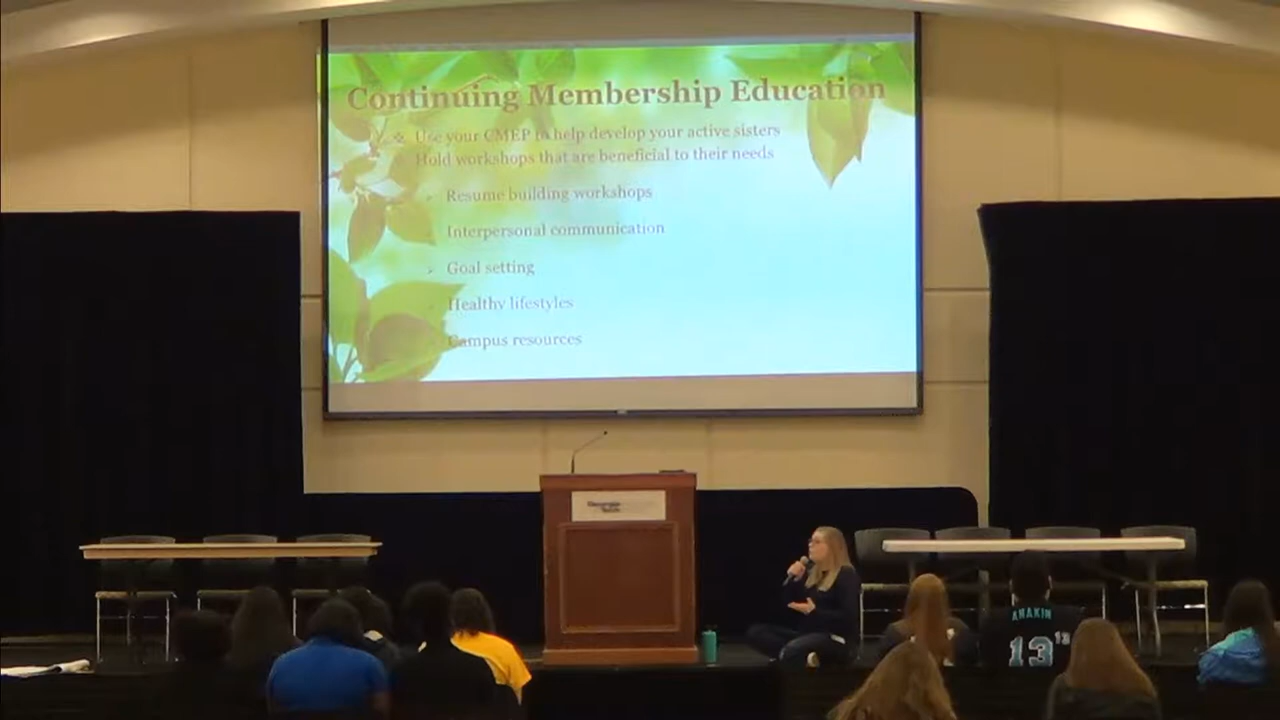 Continuing Membership Education
Use your CMEP to help develop your active sisters
Hold workshops that are beneficial to their needs
Resume building workshops
Interpersonal communication
Goal setting
Healthy lifestyles
Campus resources
ANAKIN
13
13